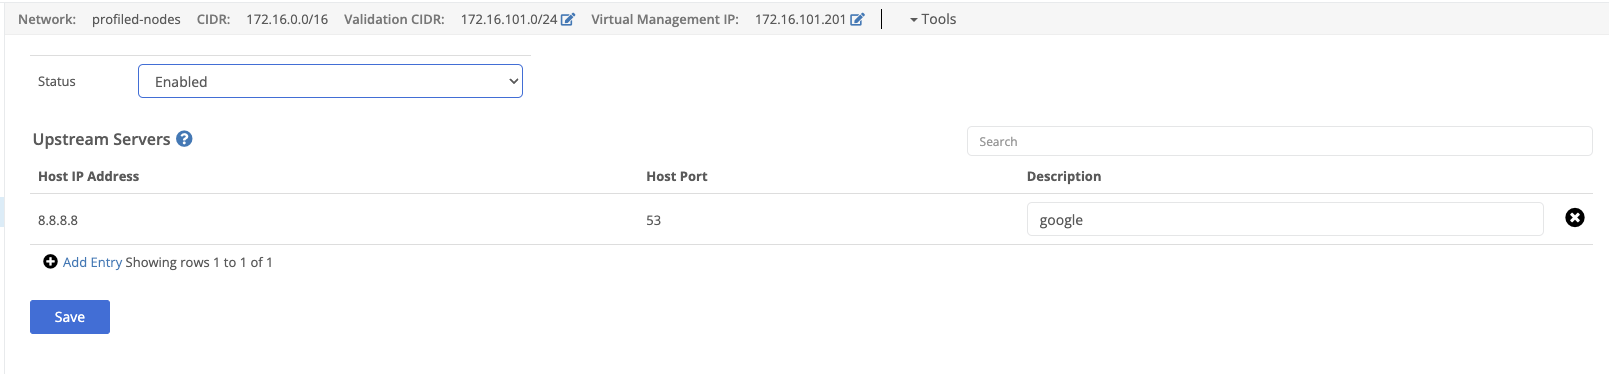 Network: profiled-nodes CIDR: 172.16.0.0/16 Validation CIDR: 172.16.101.0/24 Virtual Management IP: 172.16.101.201 Tools
Status Enabled
Upstream Servers ? Search
Host IP Address Host Port Description
8.8.8.8 53 google
Add Entry Showing rows 1 to 1 of 1
Save